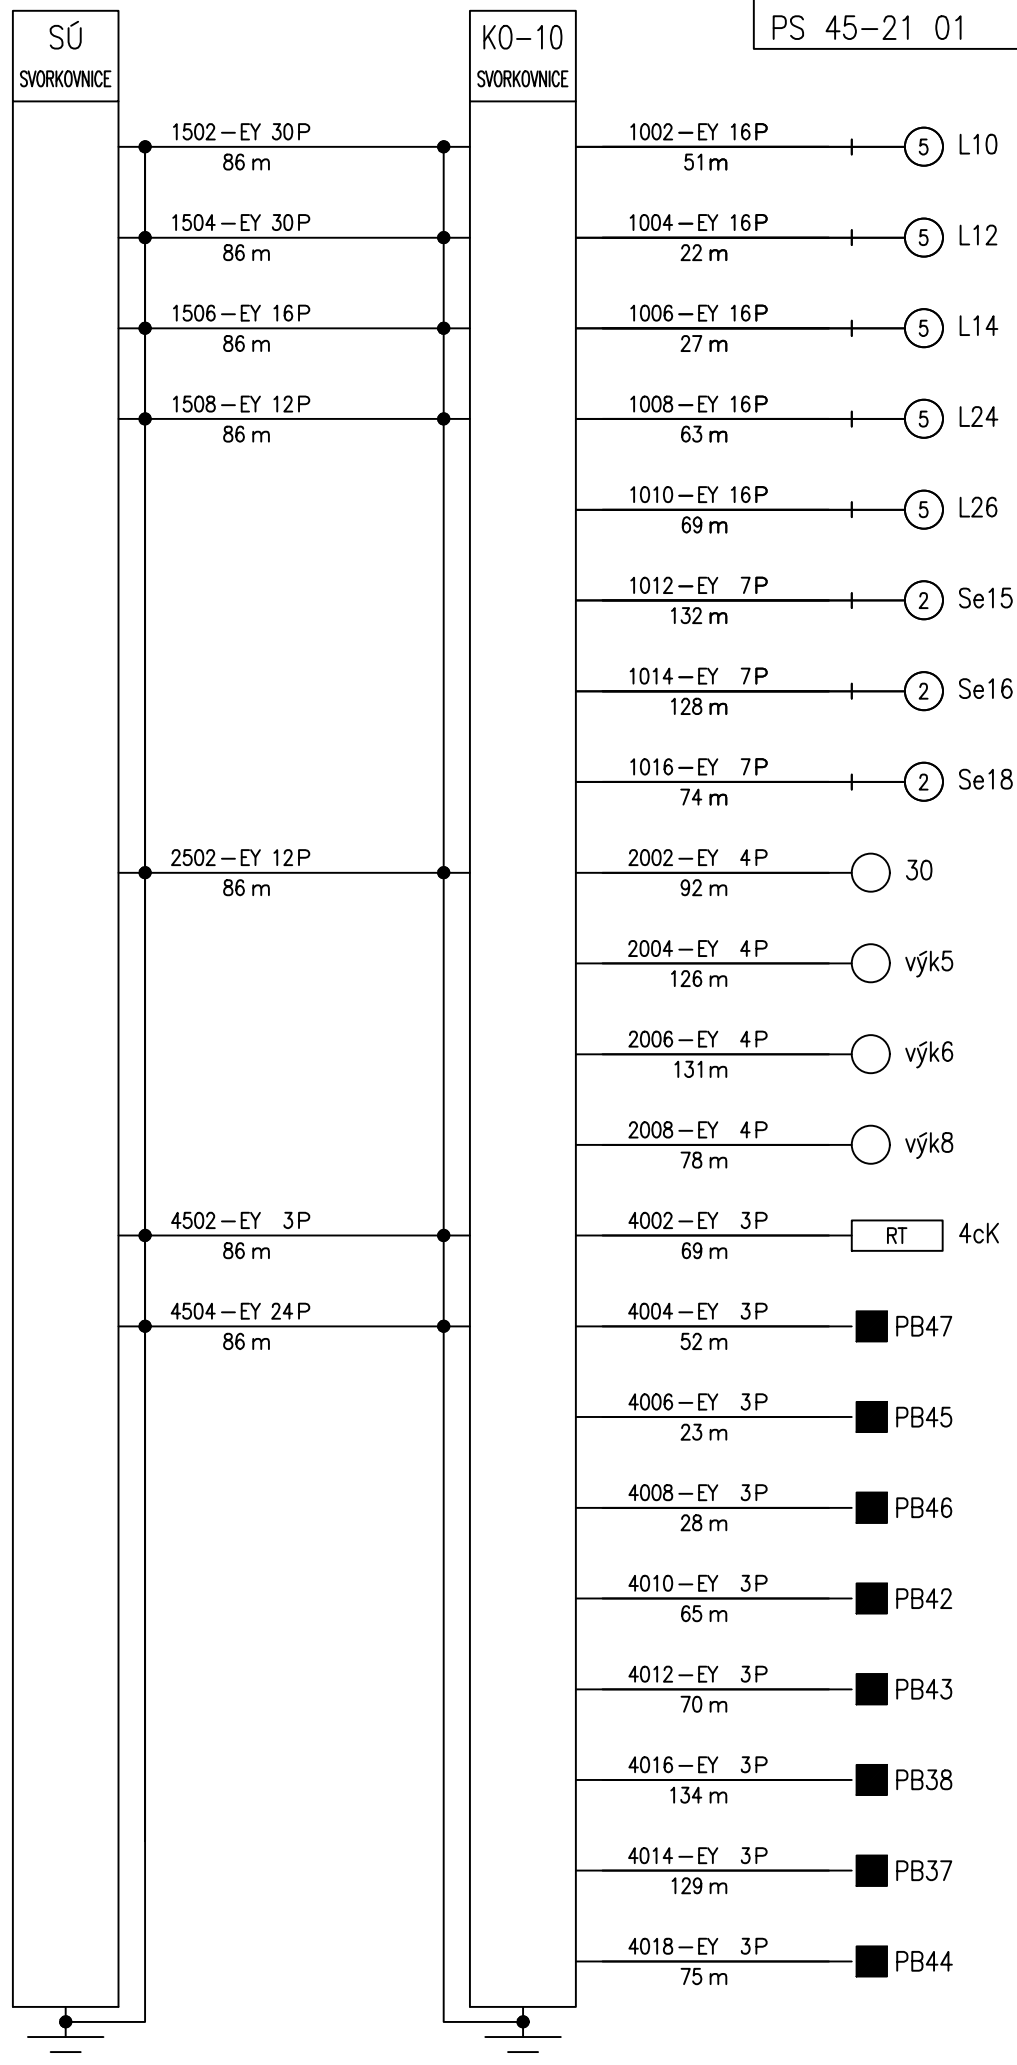 SÚ
SVORKOVNICE
KO-10
SVORKOVNICE
PS 45-21 01
1502-EY 30P
86 m
1002-EY 16P
51 m
5
L10
1504-EY 30P
86 m
1004-EY 16P
22 m
5
L12
1506-EY 16P
86 m
1006-EY 16P
27 m
5
L14
1508-EY 12P
86 m
1008-EY 16P
63 m
5
L24
1010-EY 16P
69 m
5
L26
1012-EY 7P
132 m
2
Se15
1014-EY 7P
128 m
2
Se16
1016-EY 7P
74 m
2
Se18
2502-EY 12P
86 m
2002-EY 4P
92 m
30
2004-EY 4P
126 m
výk5
2006-EY 4P
131 m
výk6
2008-EY 4P
78 m
výk8
4502-EY 3P
86 m
4002-EY 3P
69 m
RT
4cK
4504-EY 24P
86 m
4004-EY 3P
52 m
PB47
4006-EY 3P
23 m
PB45
4008-EY 3P
28 m
PB46
4010-EY 3P
65 m
PB42
4012-EY 3P
70 m
PB43
4016-EY 3P
134 m
PB38
4014-EY 3P
129 m
PB37
4018-EY 3P
75 m
PB44